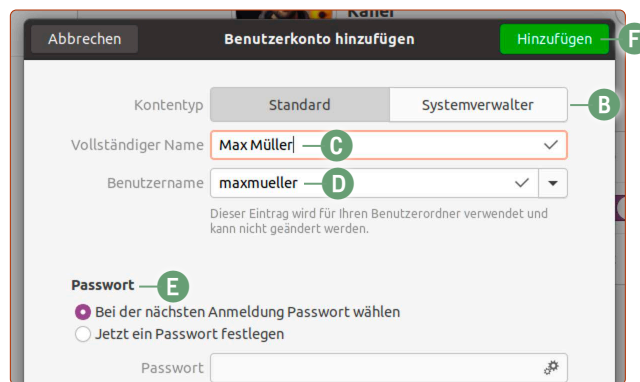 Abbrechen Benutzerkonto hinzufügen Hinzufügen F
Kontentyp Standard Systemverwalter B
Vollständiger Name Max Müller C
Benutzername maxmueller D
Dieser Eintrag wird für Ihren Benutzerordner verwendet und
kann nicht geändert werden.
Passwort E
Bei der nächsten Anmeldung Passwort wählen
Jetzt ein Passwort festlegen
Passwort